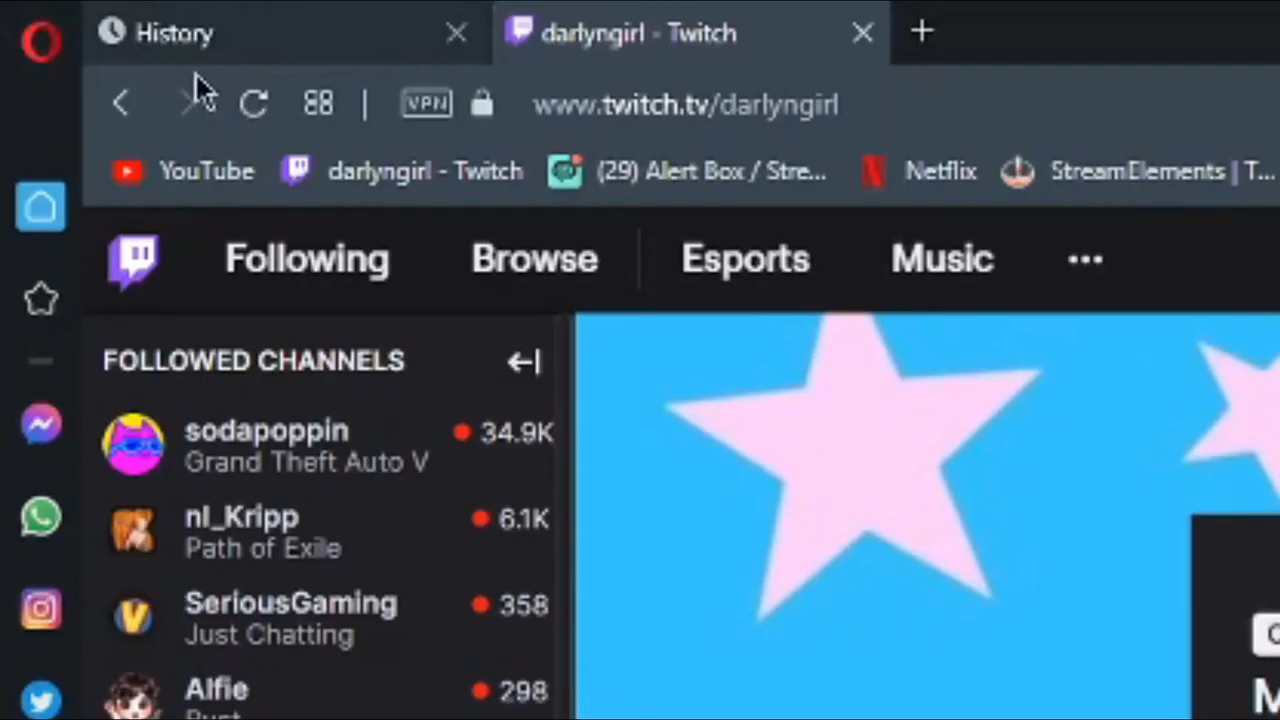 History
darlyngirl - Twitch
VPN
www.twitch.tv/darlyngirl
YouTube
darlyngirl - Twitch
(29) Alert Box / Stre...
Netflix
StreamElements | T...
Following
Browse
Esports
Music
FOLLOWED CHANNELS
sodapoppin
34.9K
Grand Theft Auto V
nl_Kripp
6.1K
Path of Exile
SeriousGaming
358
Just Chatting
Alfie
298